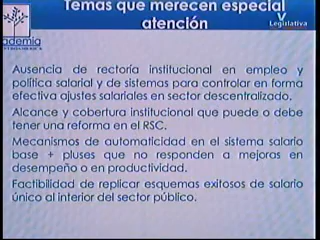 Temas que merecen especial
atención
Legislativa
ademia
Ausencia de rectoría institucional en empleo y
política salarial y de sistemas para controlar en forma
efectiva ajustes salariales en sector descentralizado.
Alcance y cobertura institucional que puede o debe
tener una reforma en el RSC.
Mecanismos de automaticidad en el sistema salario
base + pluses que no responden a mejoras en
desempeño o en productividad.
Factibilidad de replicar esquemas exitosos de salario
único al interior del sector público.